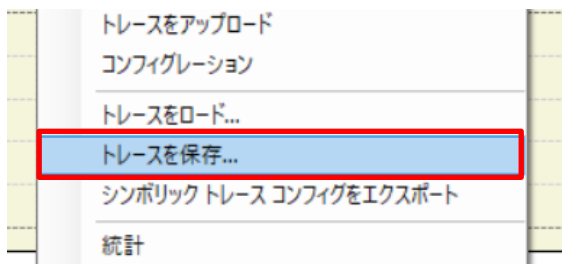 トレースをアップロード
コンフィグレーション
トレースをロード...
トレースを保存...
シンボリック トレース コンフィグをエクスポート
統計